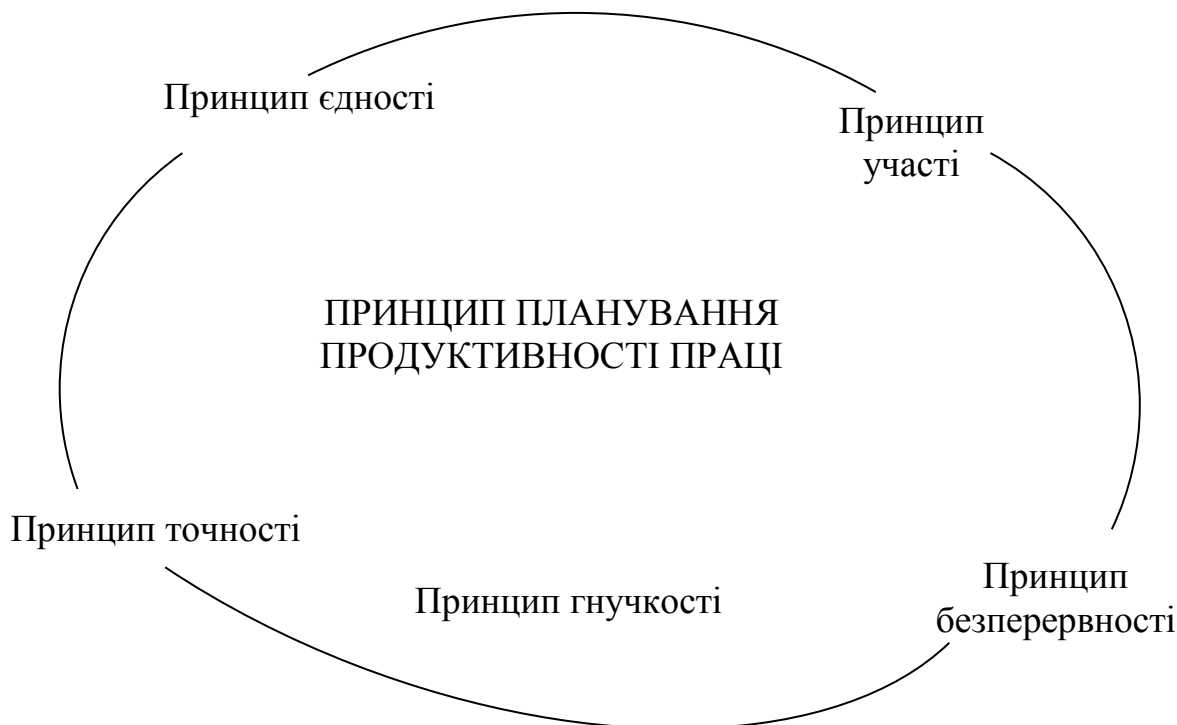 Принцип єдності
Принцип
участі
ПРИНЦИП ПЛАНУВАННЯ
ПРОДУКТИВНОСТІ ПРАЦІ
Принцип точності
Принцип гнучкості
Принцип
безперервності